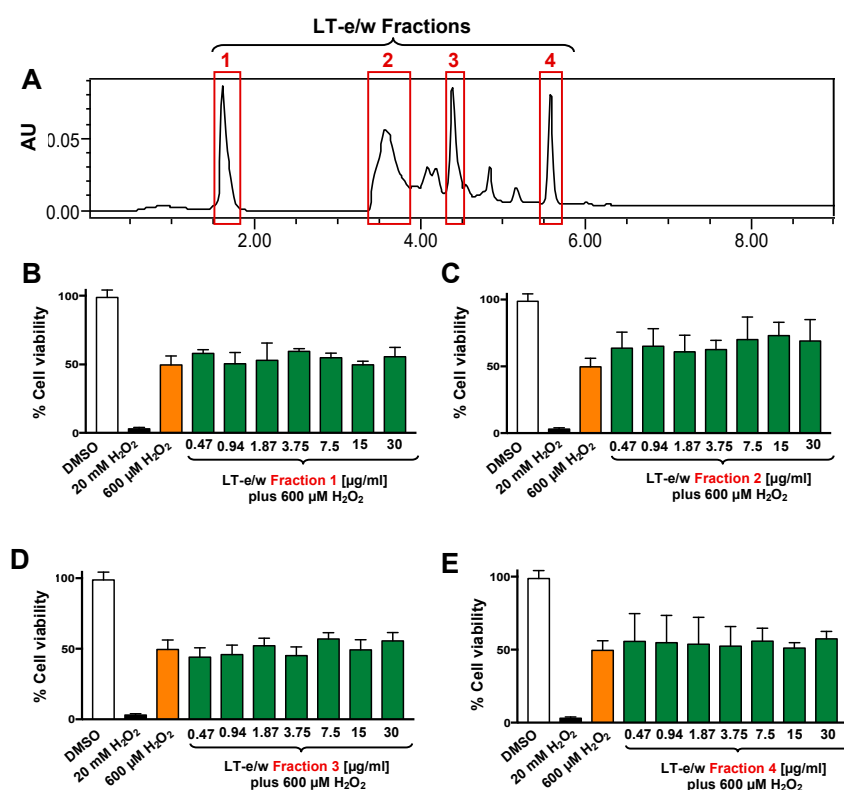 LT-e/w Fractions
1 2 3 4
A
AU
0.05
0.00
2.00 4.00 6.00 8.00
B
% Cell viability
100
50
0
DMSO
20 mM H₂O₂
600 µM H₂O₂
0.47 0.94 1.87 3.75 7.5 15 30
LT-e/w Fraction 1 [µg/ml]
plus 600 µM H₂O₂
C
% Cell viability
100
50
0
DMSO
20 mM H₂O₂
600 µM H₂O₂
0.47 0.94 1.87 3.75 7.5 15 30
LT-e/w Fraction 2 [µg/ml]
plus 600 µM H₂O₂
D
% Cell viability
100
50
0
DMSO
20 mM H₂O₂
600 µM H₂O₂
0.47 0.94 1.87 3.75 7.5 15 30
LT-e/w Fraction 3 [µg/ml]
plus 600 µM H₂O₂
E
% Cell viability
100
50
0
DMSO
20 mM H₂O₂
600 µM H₂O₂
0.47 0.94 1.87 3.75 7.5 15 30
LT-e/w Fraction 4 [µg/ml]
plus 600 µM H₂O₂